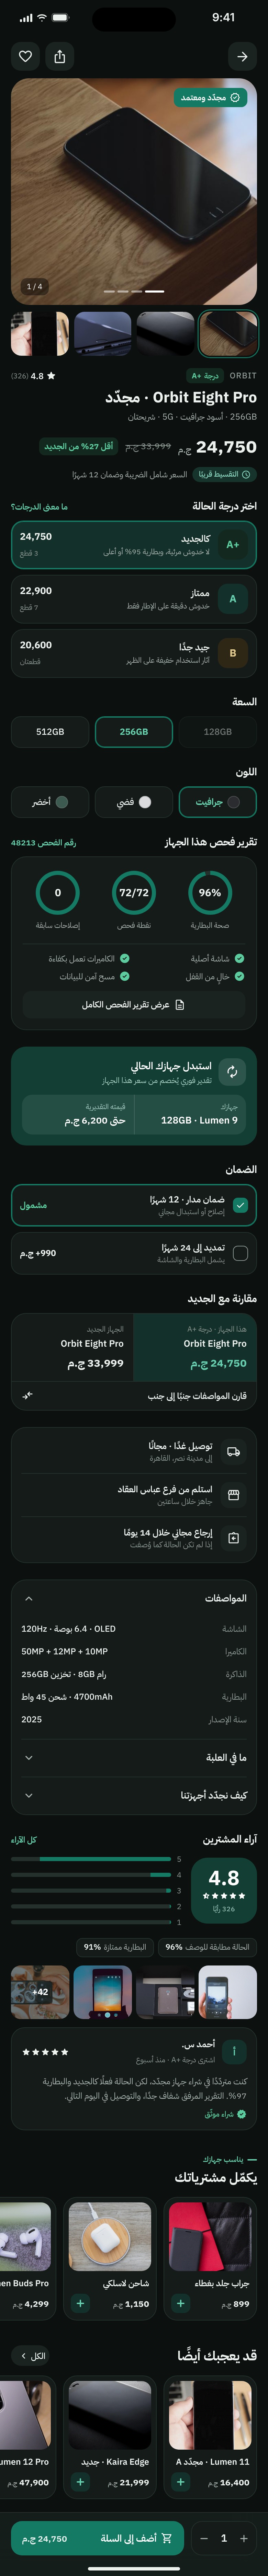 9:41
مجدّد ومعتمد
1 / 4
ORBIT
درجة A+
4.8 (326)
Orbit Eight Pro · مجدّد
256GB · أسود جرافيت · 5G · شريحتان
24,750 ج.م
33,999 ج.م
أقل 27% من الجديد
التقسيط قريبًا
السعر شامل الضريبة وضمان 12 شهرًا
اختر درجة الحالة
ما معنى الدرجات؟
A+
كالجديد
لا خدوش مرئية، وبطارية 95% أو أعلى
24,750
3 قطع
A
ممتاز
خدوش دقيقة على الإطار فقط
22,900
7 قطع
B
جيد جدًا
آثار استخدام خفيفة على الظهر
20,600
قطعتان
السعة
128GB
256GB
512GB
اللون
جرافيت
فضي
أخضر
تقرير فحص هذا الجهاز
رقم الفحص 48213
96%
صحة البطارية
72/72
نقطة فحص
0
إصلاحات سابقة
شاشة أصلية
الكاميرات تعمل بكفاءة
خالٍ من القفل
مسح آمن للبيانات
عرض تقرير الفحص الكامل
استبدل جهازك الحالي
تقدير فوري يُخصم من سعر هذا الجهاز
جهازك
Lumen 9 · 128GB
قيمته التقديرية
حتى 6,200 ج.م
الضمان
ضمان مدار · 12 شهرًا
إصلاح أو استبدال مجاني
مشمول
تمديد إلى 24 شهرًا
يشمل البطارية والشاشة
+990 ج.م
مقارنة مع الجديد
هذا الجهاز · درجة A+
Orbit Eight Pro
24,750 ج.م
الجهاز الجديد
Orbit Eight Pro
33,999 ج.م
قارن المواصفات جنبًا إلى جنب
توصيل غدًا · مجانًا
إلى مدينة نصر، القاهرة
استلم من فرع عباس العقاد
جاهز خلال ساعتين
إرجاع مجاني خلال 14 يومًا
إذا لم تكن الحالة كما وُصفت
المواصفات
الشاشة
6.4 بوصة · OLED · 120Hz
الكاميرا
50MP + 12MP + 10MP
الذاكرة
رام 8GB · تخزين 256GB
البطارية
4700mAh · شحن 45 واط
سنة الإصدار
2025
ما في العلبة
كيف نجدّد أجهزتنا
آراء المشترين
كل الآراء
4.8
326 رأيًا
5
4
3
2
1
الحالة مطابقة للوصف 96%
البطارية ممتازة 91%
+42
أ
أحمد س.
اشترى درجة A+ · منذ أسبوع
كنت متردّدًا في شراء جهاز مجدّد، لكن الحالة فعلًا كالجديد والبطارية
97%. التقرير المرفق شفاف جدًا، والتوصيل في اليوم التالي.
شراء موثّق
يناسب جهازك
يكمّل مشترياتك
جراب جلد بغطاء
899 ج.م
شاحن لاسلكي
1,150 ج.م
en Buds Pro
4,299 ج.م
قد يعجبك أيضًا
الكل
Lumen 11 · مجدّد A
16,400 ج.م
Kaira Edge · جديد
21,999 ج.م
umen 12 Pro
47,900 ج.م
1
أضف إلى السلة
24,750 ج.م